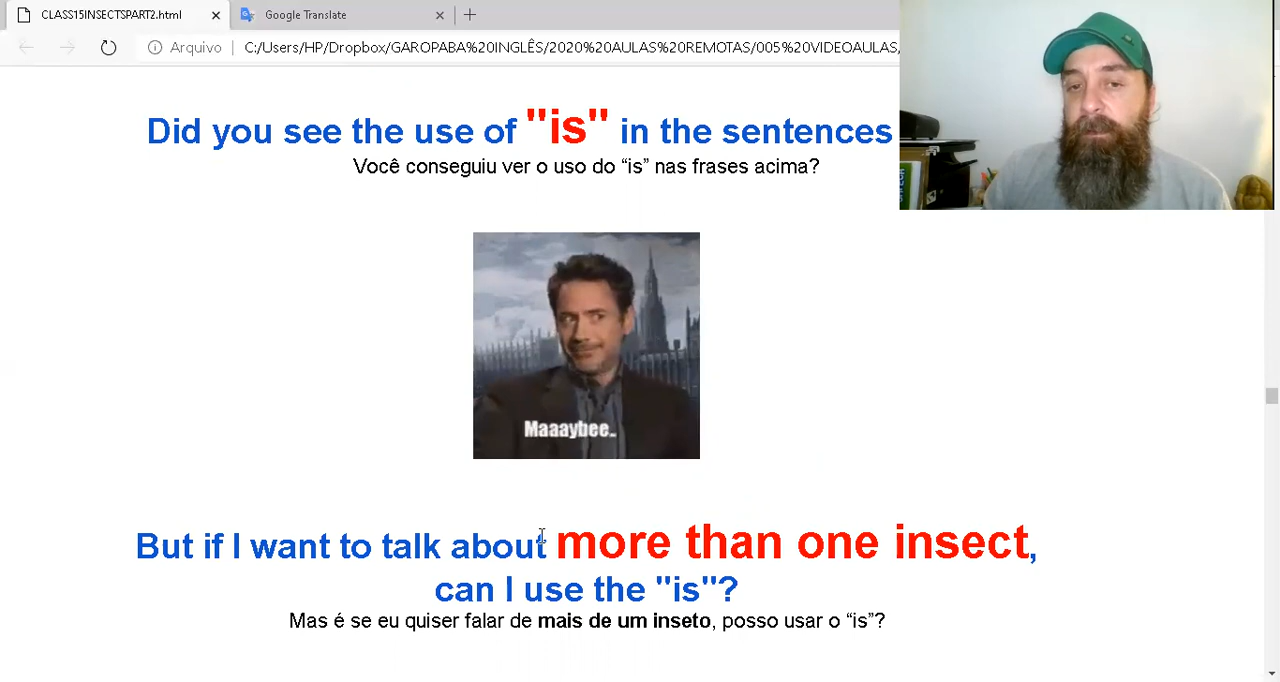 CLASS15INSECTSPART2.html
Google Translate
Arquivo
C:/Users/HP/Dropbox/GAROPABA%20INGLÊS/2020%20AULAS%20REMOTAS/005%20VIDEOAULAS,
Did you see the use of "is" in the sentences
Você conseguiu ver o uso do “is” nas frases acima?
Maaaybee..
But if I want to talk about more than one insect,
can I use the "is"?
Mas é se eu quiser falar de mais de um inseto, posso usar o “is”?